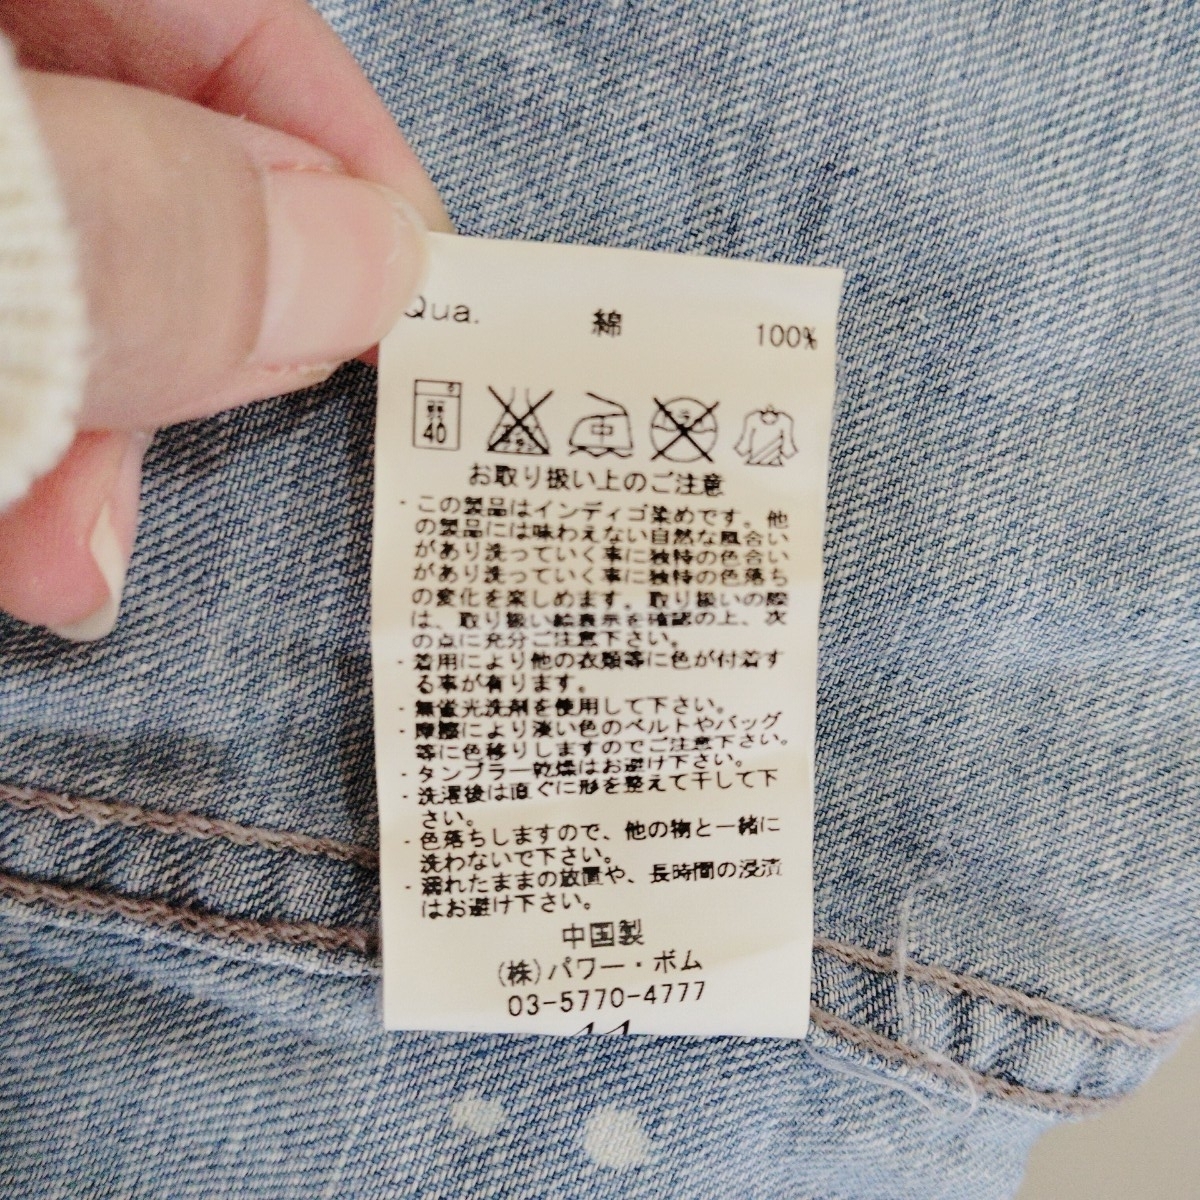 Qua. 綿 100%
40 中
お取り扱い上のご注意
・この製品はインディゴ染めです。他
の製品には味わえない自然な風合い
があり洗っていく事に独特の色合い
があり洗っていく事に独特の色落ち
の変化を楽しめます。取り扱いの際
は、取り扱い絵表示を確認の上、次
の点に充分ご注意下さい。
・着用により他の衣類等に色が付着す
る事が有ります。
・無蛍光洗剤を使用して下さい。
・摩擦により淡い色のベルトやバッグ
等に色移りしますのでご注意下さい。
・タンブラー乾燥はお避け下さい。
・洗濯後は直ぐに形を整えて干して下
さい。
・色落ちしますので、他の物と一緒に
洗わないで下さい。
・濡れたままの放置や、長時間の浸漬
はお避け下さい。
中国製
(株)パワー・ボム
03-5770-4777